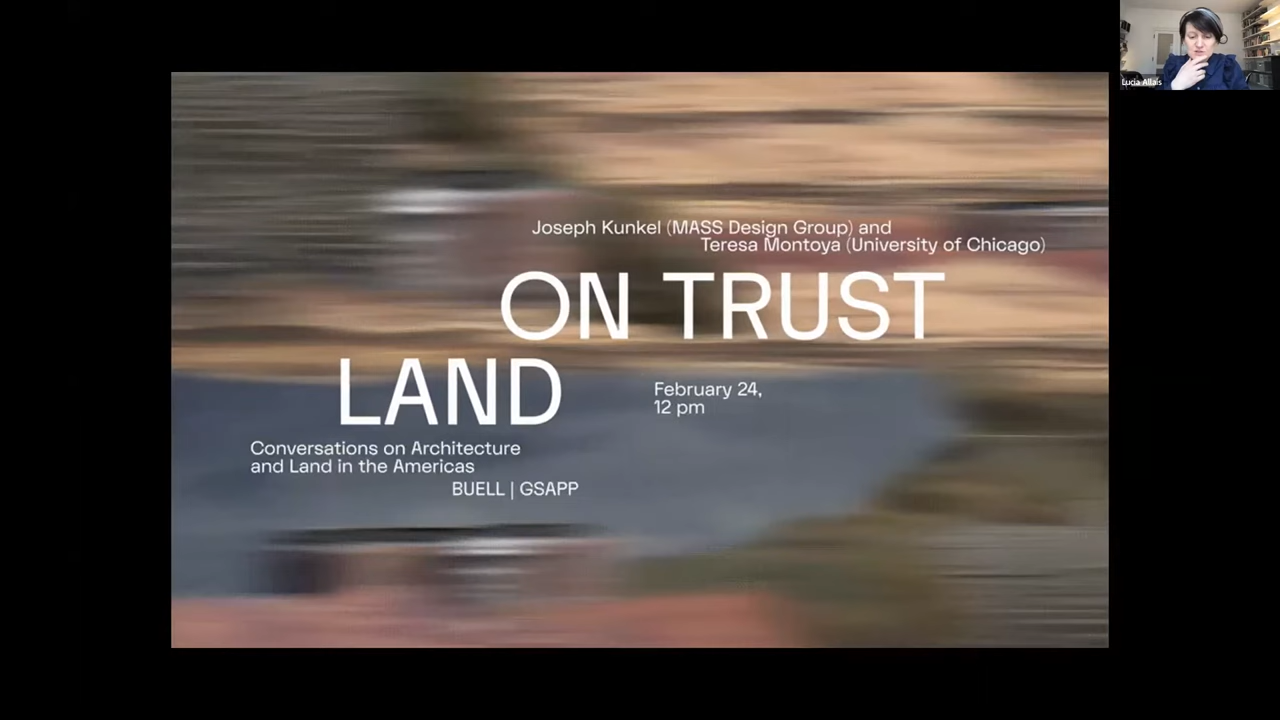 Lucia Allais
Joseph Kunkel (MASS Design Group) and
Teresa Montoya (University of Chicago)
ON TRUST
LAND
February 24,
12 pm
Conversations on Architecture
and Land in the Americas
BUELL | GSAPP